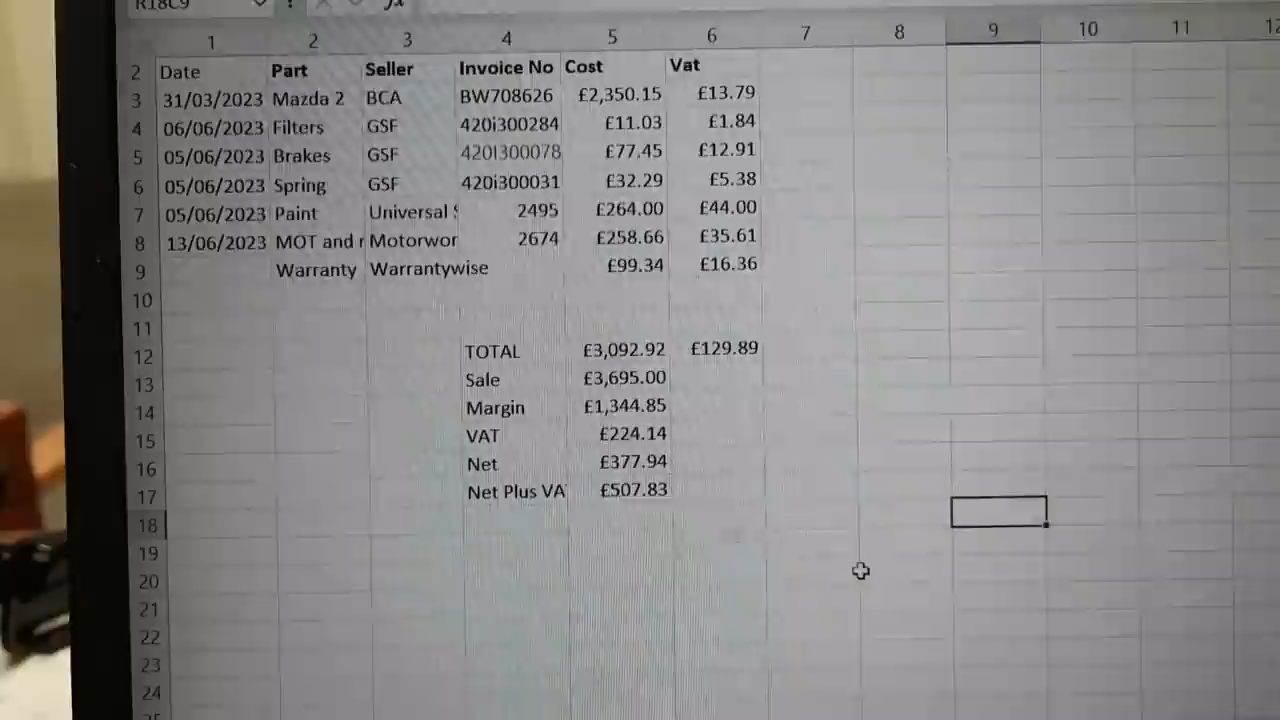 R18C9
1 2 3 4 5 6 7 8 9 10 11 12
2 Date Part Seller Invoice No Cost Vat
3 31/03/2023 Mazda 2 BCA BW708626 £2,350.15 £13.79
4 06/06/2023 Filters GSF 420i300284 £11.03 £1.84
5 05/06/2023 Brakes GSF 420I300078 £77.45 £12.91
6 05/06/2023 Spring GSF 420i300031 £32.29 £5.38
7 05/06/2023 Paint Universal 2495 £264.00 £44.00
8 13/06/2023 MOT and r Motorwor 2674 £258.66 £35.61
9 Warranty Warrantywise £99.34 £16.36
10
11
12 TOTAL £3,092.92 £129.89
13 Sale £3,695.00
14 Margin £1,344.85
15 VAT £224.14
16 Net £377.94
17 Net Plus VA £507.83
18
19
20
21
22
23
24